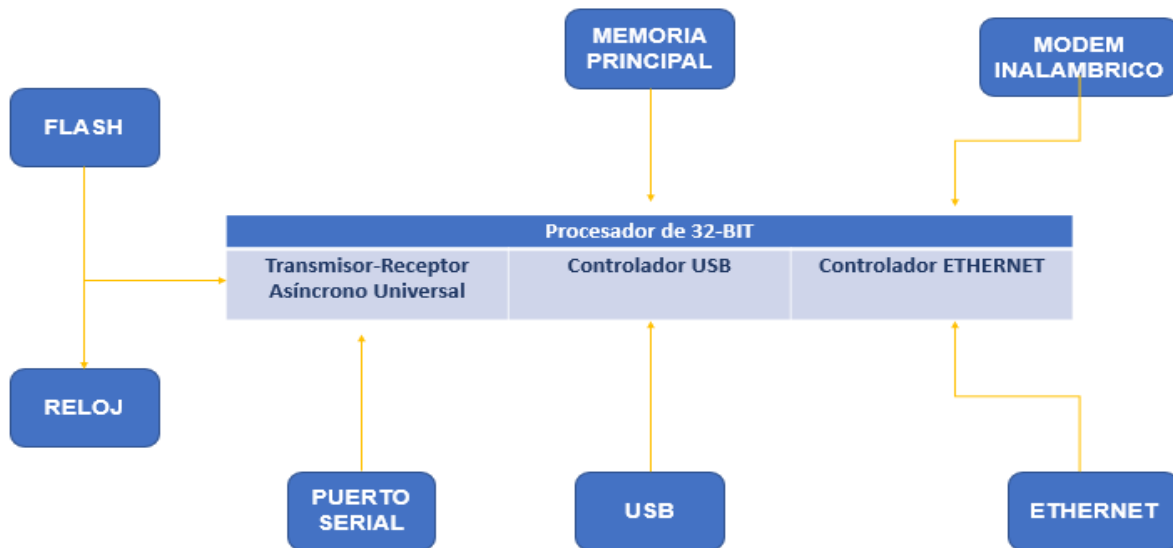 MEMORIA
PRINCIPAL
MODEM
INALAMBRICO
FLASH
Procesador de 32-BIT
Transmisor-Receptor
Asíncrono Universal
Controlador USB
Controlador ETHERNET
RELOJ
PUERTO
SERIAL
USB
ETHERNET